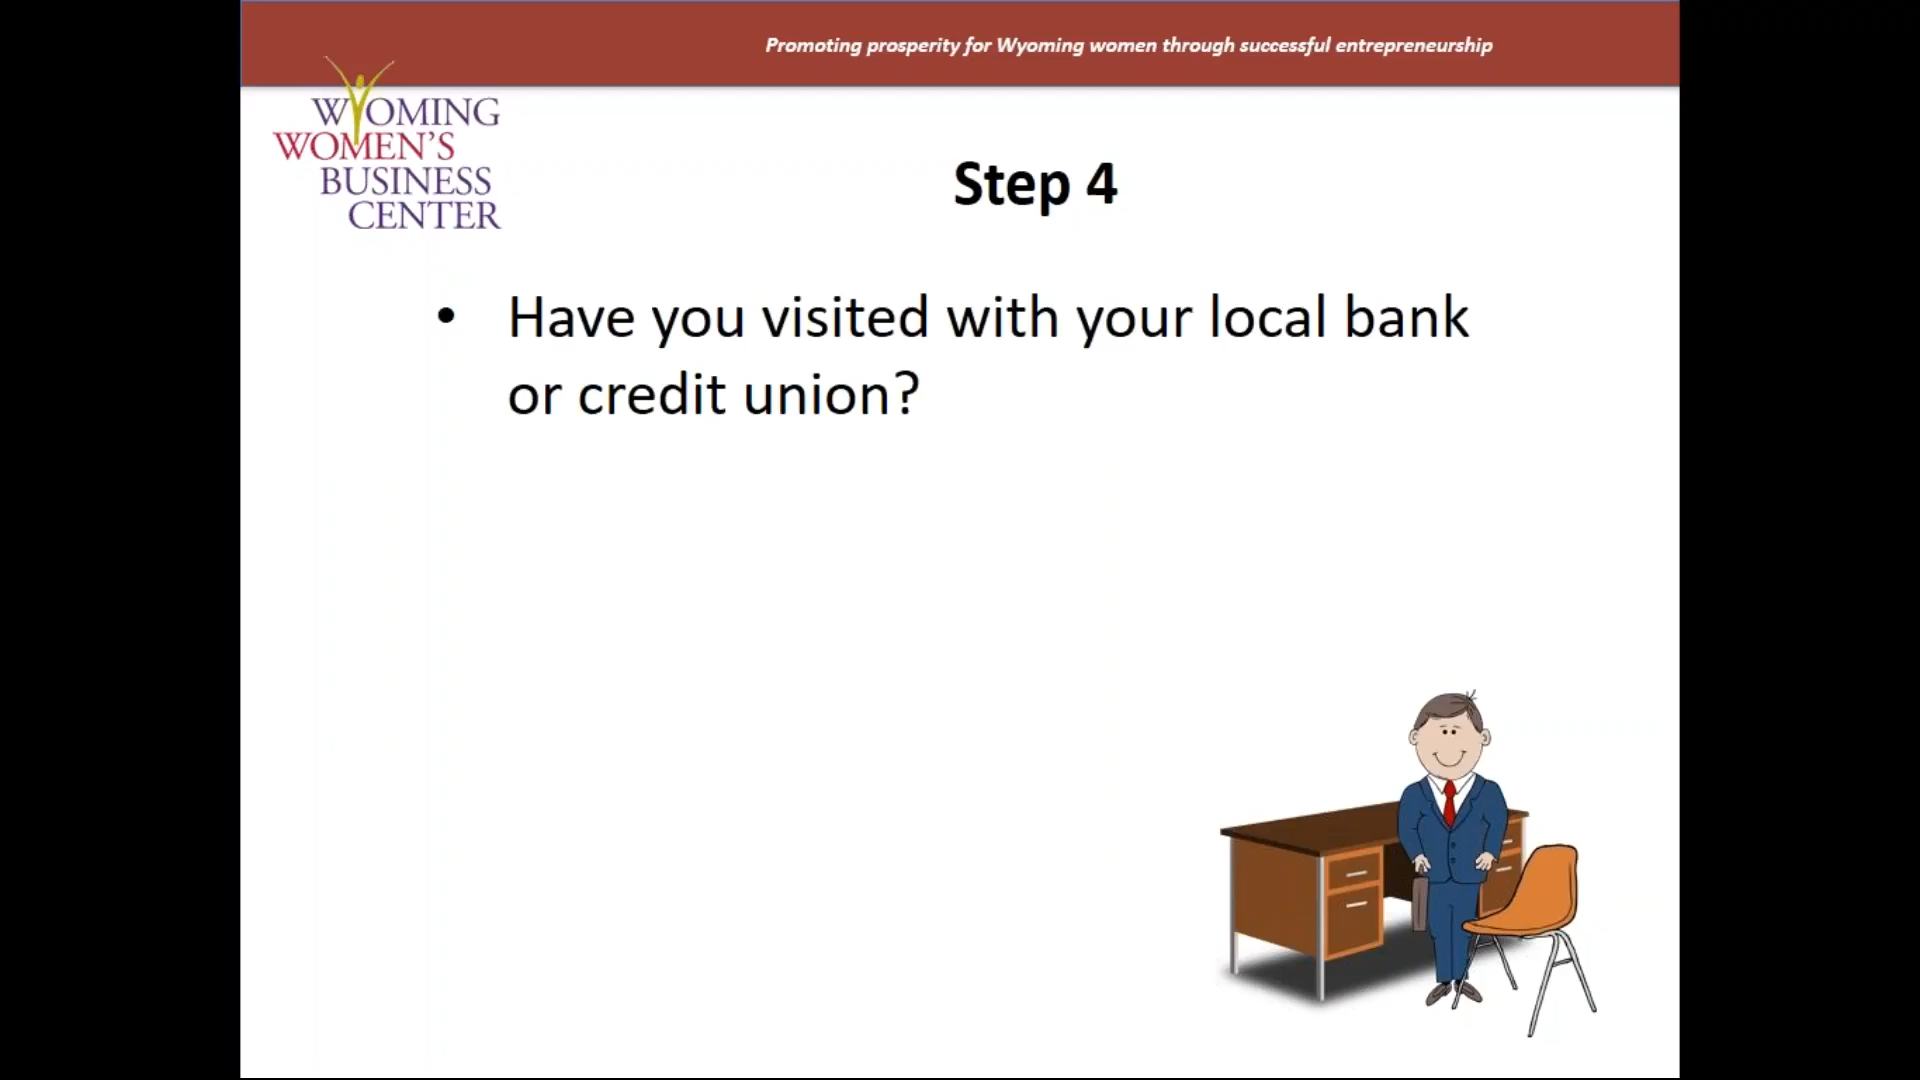 Promoting prosperity for Wyoming women through successful entrepreneurship
WYOMING
WOMEN'S
BUSINESS
CENTER
Step 4
• Have you visited with your local bank
or credit union?